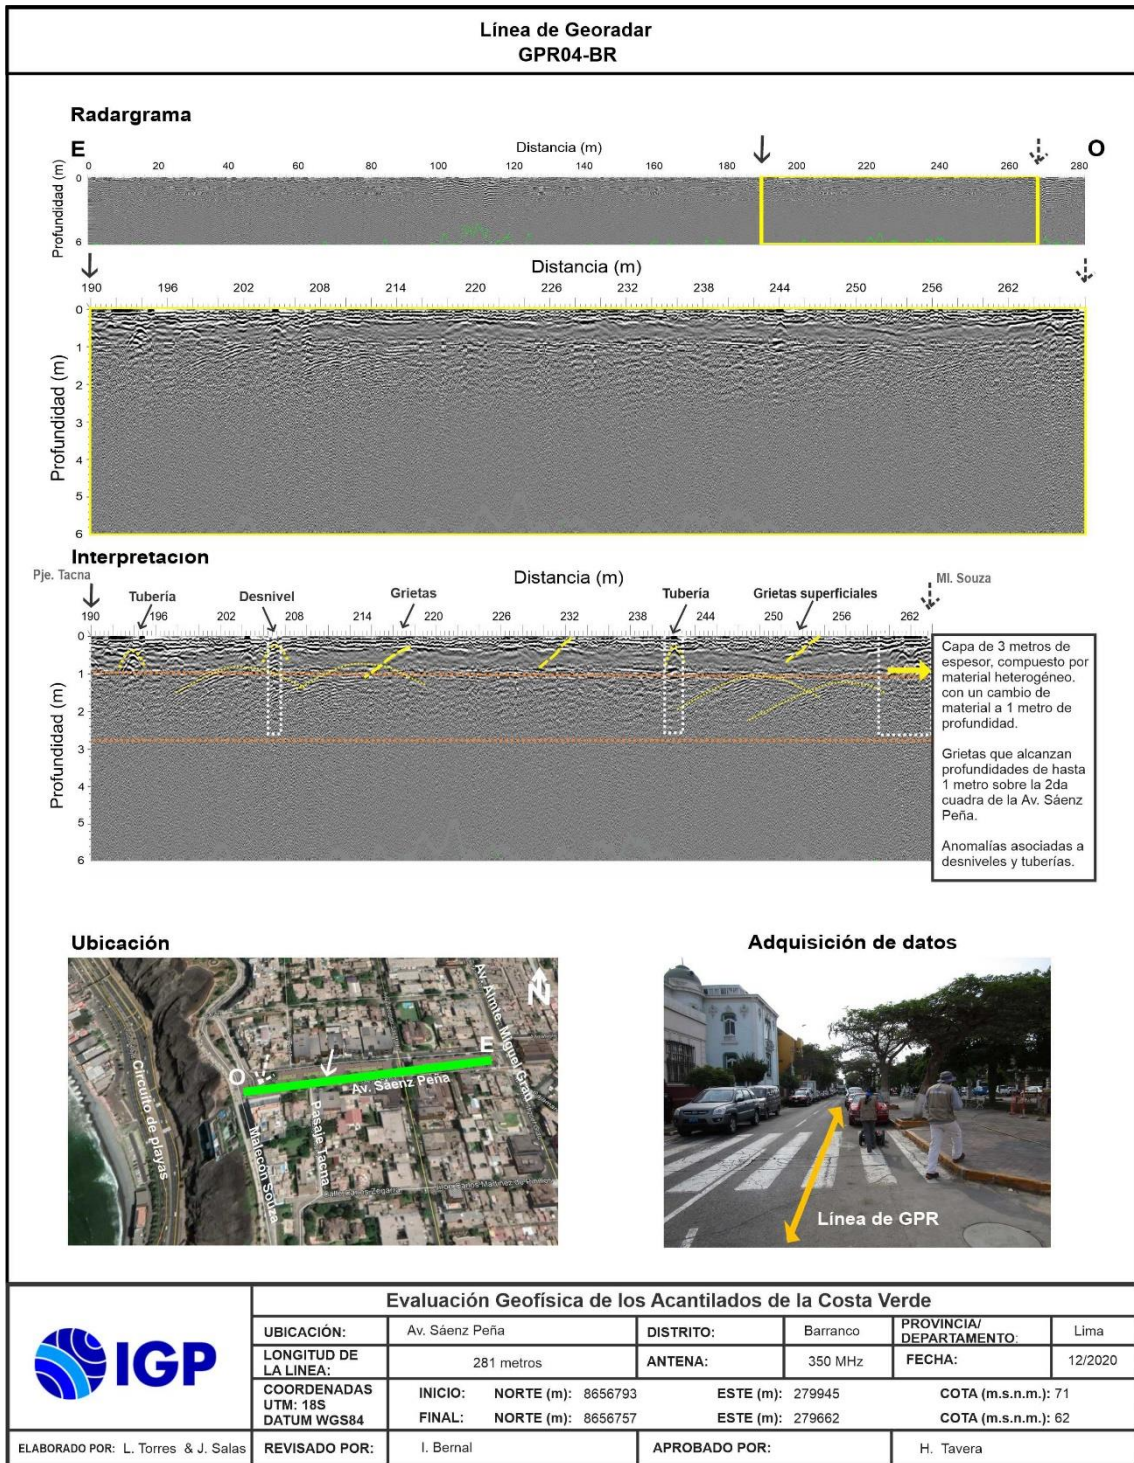 Línea de Georadar
GPR04-BR
Radargrama
E
Distancia (m)
O
0 20 40 60 80 100 120 140 160 180 200 220 240 260 280
Profundidad (m)
0
6
Distancia (m)
190 196 202 208 214 220 226 232 238 244 250 256 262
Profundidad (m)
0
1
2
3
4
5
6
Interpretacion
Pje. Tacna
Distancia (m)
Ml. Souza
Tubería
Desnivel
Grietas
Tubería
Grietas superficiales
190 196 202 208 214 220 226 232 238 244 250 256 262
Profundidad (m)
0
1
2
3
4
5
6
Capa de 3 metros de
espesor, compuesto por
material heterogéneo.
con un cambio de
material a 1 metro de
profundidad.
Grietas que alcanzan
profundidades de hasta
1 metro sobre la 2da
cuadra de la Av. Sáenz
Peña.
Anomalías asociadas a
desniveles y tuberías.
Ubicación
N
E
O
Av. Almte. Miguel Grau
Av. Sáenz Peña
Circuito de playas
Malecón Souza
Pasaje Tacna
Adquisición de datos
Línea de GPR
IGP
Evaluación Geofísica de los Acantilados de la Costa Verde
UBICACIÓN: Av. Sáenz Peña DISTRITO: Barranco PROVINCIA/ DEPARTAMENTO: Lima
LONGITUD DE LA LINEA: 281 metros ANTENA: 350 MHz FECHA: 12/2020
COORDENADAS
UTM: 18S
DATUM WGS84
INICIO: NORTE (m): 8656793 ESTE (m): 279945 COTA (m.s.n.m.): 71
FINAL: NORTE (m): 8656757 ESTE (m): 279662 COTA (m.s.n.m.): 62
ELABORADO POR: L. Torres & J. Salas REVISADO POR: I. Bernal APROBADO POR: H. Tavera